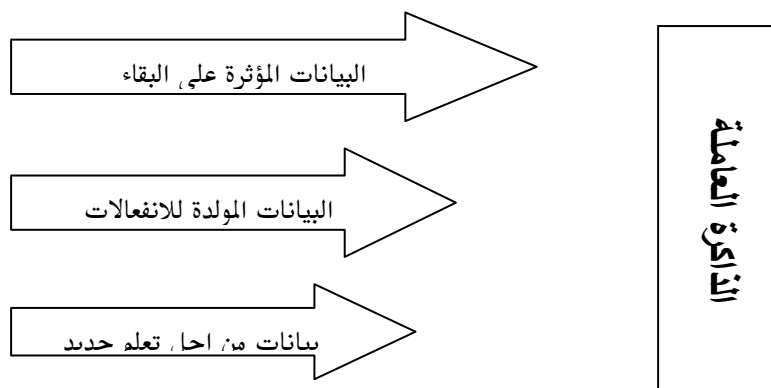 البيانات المؤثرة على البقاء
البيانات المولدة للانفعالات
بيانات من اجل تعلم جديد
الذاكرة العاملة